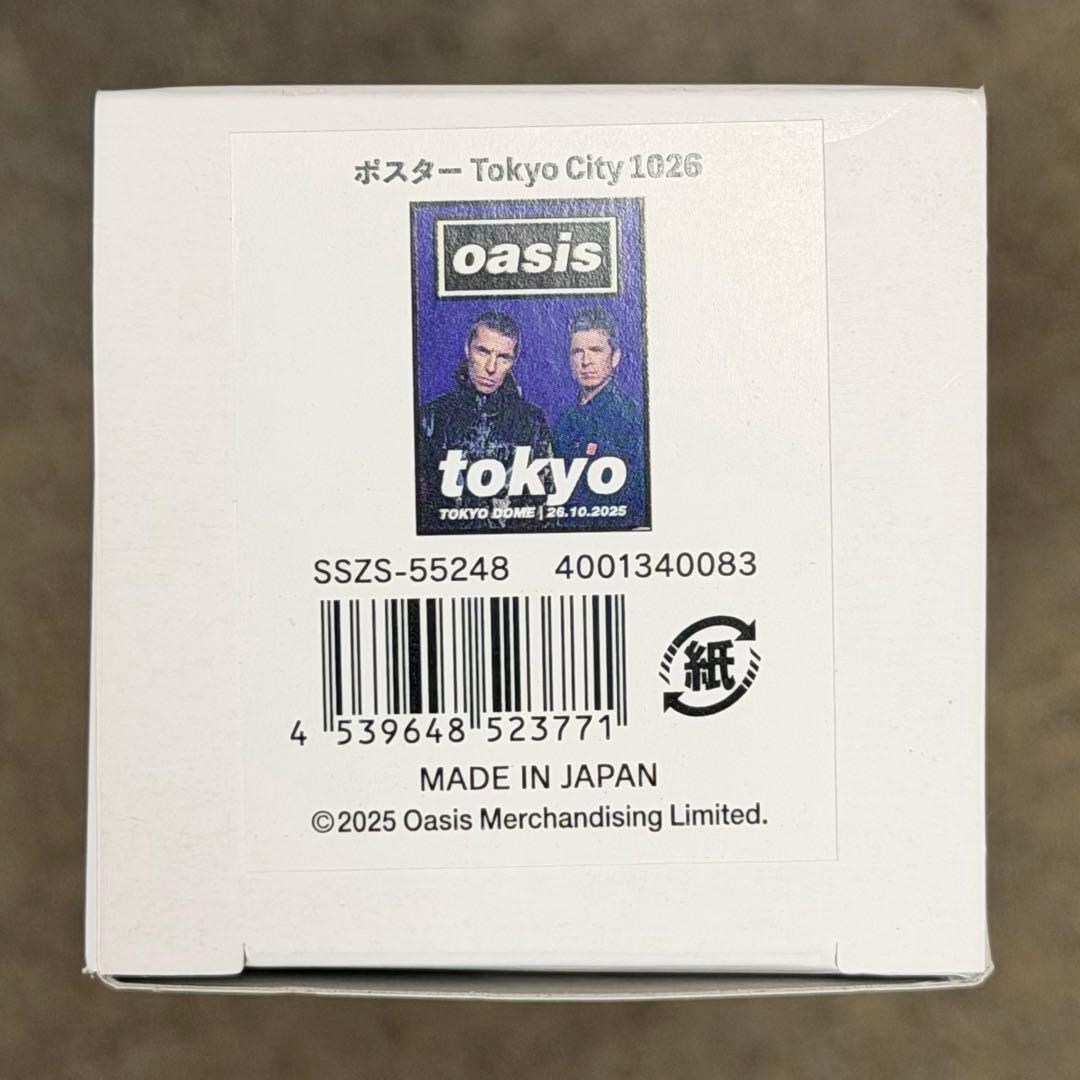 ポスター Tokyo City 1026
oasis
tokyo
TOKYO DOME | 26.10.2025
SSZS-55248 4001340083
4 539648 523771
紙
MADE IN JAPAN
©2025 Oasis Merchandising Limited.